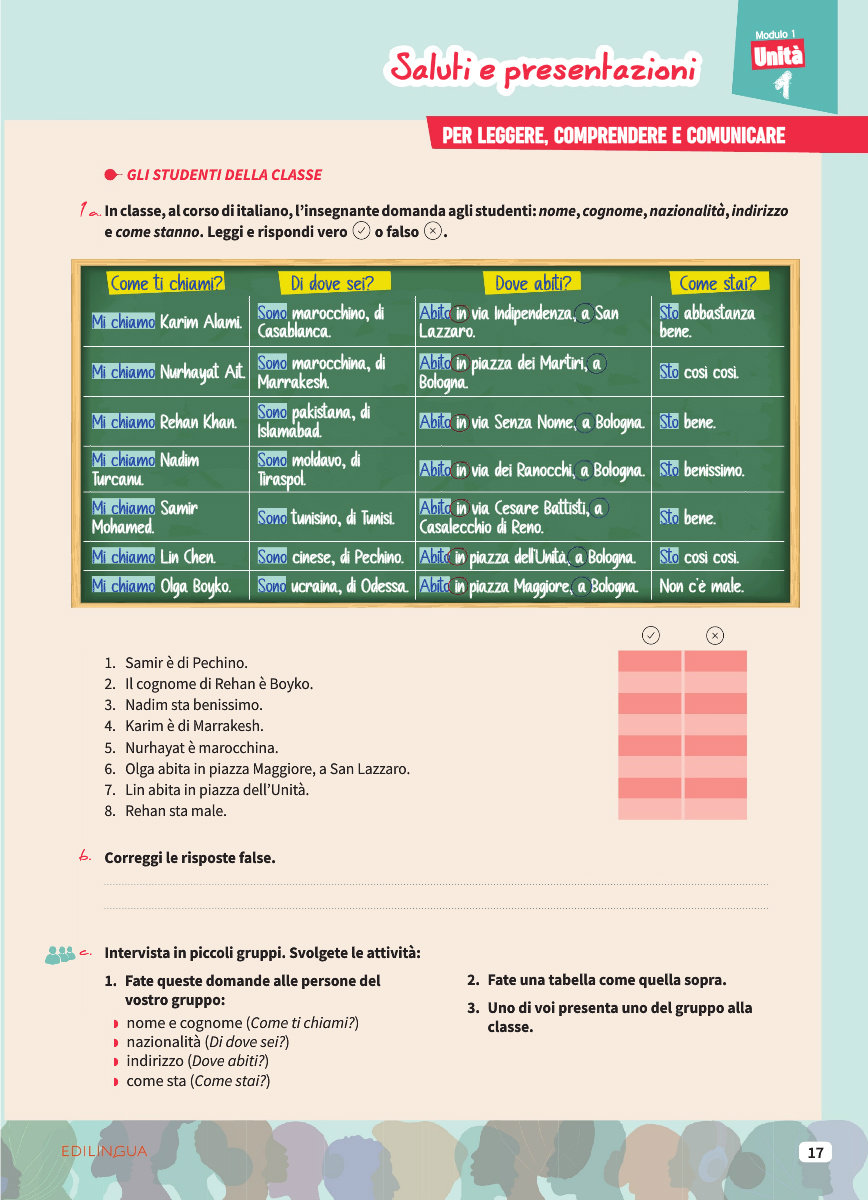 Modulo 1
Unità
1
Saluti e presentazioni
PER LEGGERE, COMPRENDERE E COMUNICARE
GLI STUDENTI DELLA CLASSE
1 a. In classe, al corso di italiano, l'insegnante domanda agli studenti: nome, cognome, nazionalità, indirizzo
e come stanno. Leggi e rispondi vero ✓ o falso ×.
Come ti chiami? Di dove sei? Dove abiti? Come stai?
Mi chiamo Karim Alami.
Sono marocchino, di
Casablanca.
Abito in via Indipendenza, a San
Lazzaro.
Sto abbastanza
bene.
Mi chiamo Nurhayat Ait.
Sono marocchina, di
Marrakesh.
Abito in piazza dei Martiri, a
Bologna.
Sto così così.
Mi chiamo Rehan Khan.
Sono pakistana, di
Islamabad.
Abito in via Senza Nome, a Bologna.
Sto bene.
Mi chiamo Nadim
Turcanu.
Sono moldavo, di
Tiraspol.
Abito in via dei Ranocchi, a Bologna.
Sto benissimo.
Mi chiamo Samir
Mohamed.
Sono tunisino, di Tunisi.
Abito in via Cesare Battisti, a
Casalecchio di Reno.
Sto bene.
Mi chiamo Lin Chen.
Sono cinese, di Pechino.
Abito in piazza dell'Unità, a Bologna.
Sto così così.
Mi chiamo Olga Boyko.
Sono ucraina, di Odessa.
Abito in piazza Maggiore, a Bologna.
Non c'è male.
✓ ×
1. Samir è di Pechino.
2. Il cognome di Rehan è Boyko.
3. Nadim sta benissimo.
4. Karim è di Marrakesh.
5. Nurhayat è marocchina.
6. Olga abita in piazza Maggiore, a San Lazzaro.
7. Lin abita in piazza dell'Unità.
8. Rehan sta male.
b. Correggi le risposte false.
c. Intervista in piccoli gruppi. Svolgete le attività:
1. Fate queste domande alle persone del
vostro gruppo:
nome e cognome (Come ti chiami?)
nazionalità (Di dove sei?)
indirizzo (Dove abiti?)
come sta (Come stai?)
2. Fate una tabella come quella sopra.
3. Uno di voi presenta uno del gruppo alla
classe.
EDILINGUA
17